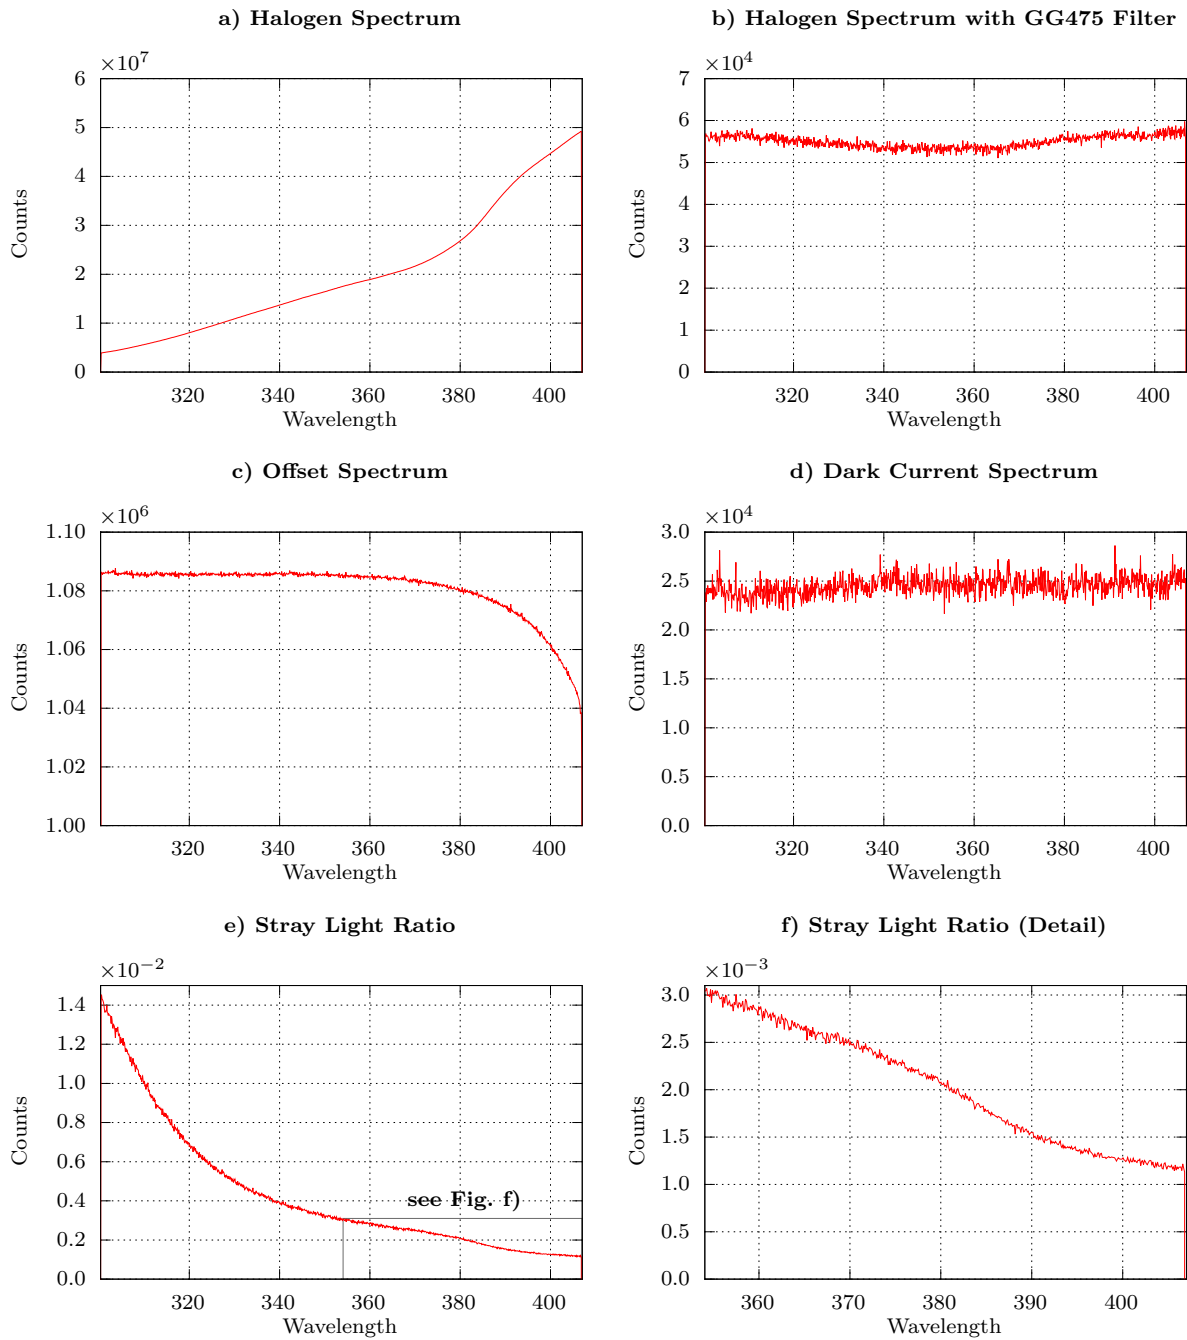 a) Halogen Spectrum
×10^7
6
5
4
3
2
1
0
Counts
320 340 360 380 400
Wavelength
b) Halogen Spectrum with GG475 Filter
×10^4
7
6
5
4
3
2
1
0
Counts
320 340 360 380 400
Wavelength
c) Offset Spectrum
×10^6
1.10
1.08
1.06
1.04
1.02
1.00
Counts
320 340 360 380 400
Wavelength
d) Dark Current Spectrum
×10^4
3.0
2.5
2.0
1.5
1.0
0.5
0.0
Counts
320 340 360 380 400
Wavelength
e) Stray Light Ratio
×10^−2
1.4
1.2
1.0
0.8
0.6
0.4
0.2
0.0
Counts
see Fig. f)
320 340 360 380 400
Wavelength
f) Stray Light Ratio (Detail)
×10^−3
3.0
2.5
2.0
1.5
1.0
0.5
0.0
Counts
360 370 380 390 400
Wavelength